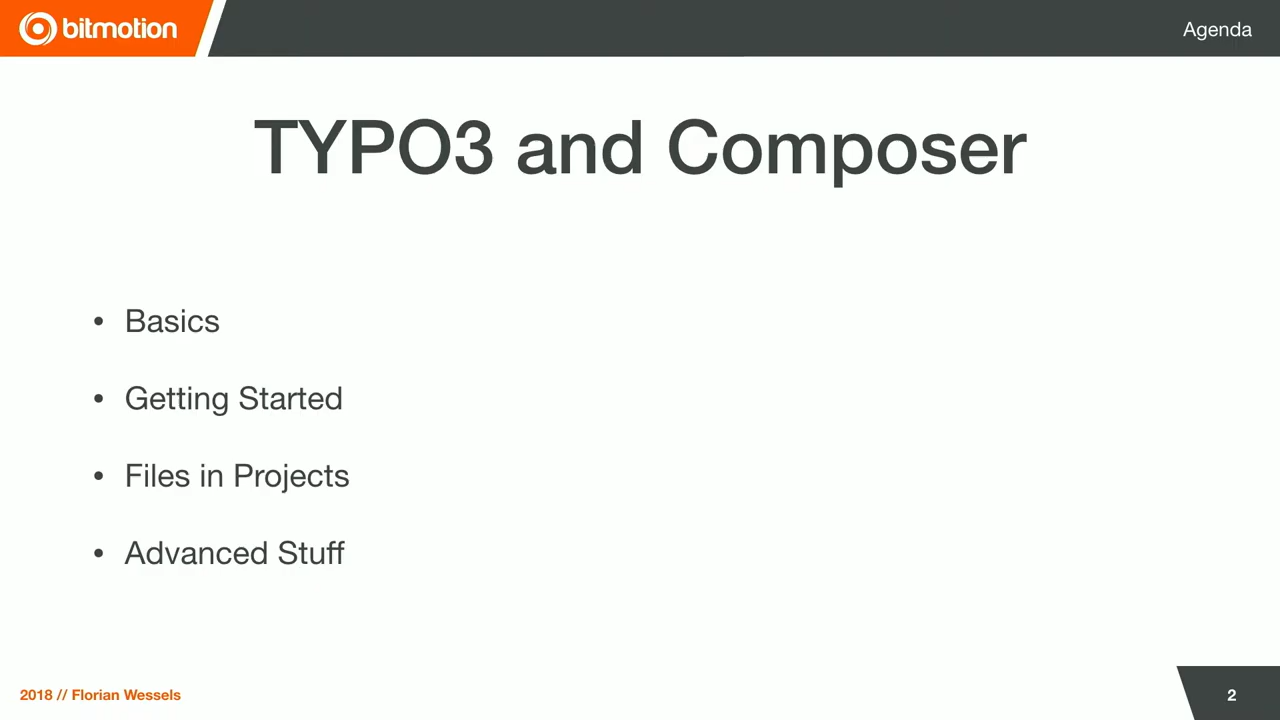 bitmotion
Agenda
TYPO3 and Composer
• Basics
• Getting Started
• Files in Projects
• Advanced Stuff
2018 // Florian Wessels
2